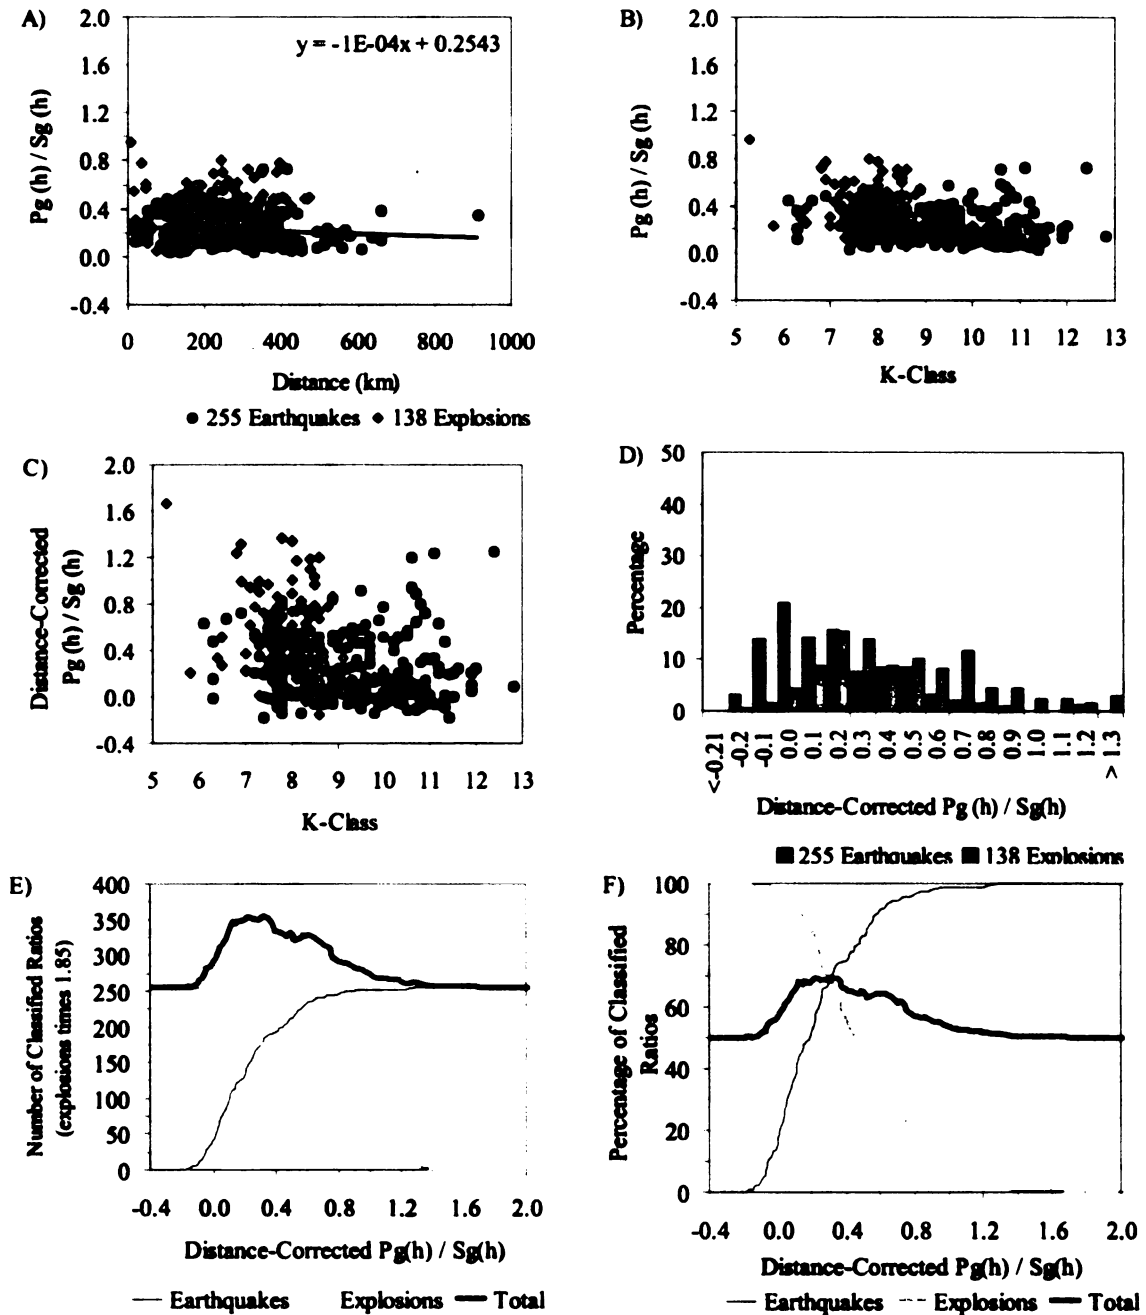 A)
y = -1E-04x + 0.2543
Pg (h) / Sg (h)
2.0
1.6
1.2
0.8
0.4
0.0
-0.4
0 200 400 600 800 1000
Distance (km)
● 255 Earthquakes ◆ 138 Explosions
B)
Pg (h) / Sg (h)
2.0
1.6
1.2
0.8
0.4
0.0
-0.4
5 6 7 8 9 10 11 12 13
K-Class
C)
Distance-Corrected
Pg (h) / Sg (h)
2.0
1.6
1.2
0.8
0.4
0.0
-0.4
5 6 7 8 9 10 11 12 13
K-Class
D)
Percentage
50
40
30
20
10
0
<-0.21 -0.2 -0.1 0.0 0.1 0.2 0.3 0.4 0.5 0.6 0.7 0.8 0.9 1.0 1.1 1.2 > 1.3
Distance-Corrected Pg (h) / Sg(h)
■ 255 Earthquakes ■ 138 Explosions
E)
Number of Classified Ratios
(explosions times 1.85)
400
350
300
250
200
150
100
50
0
-0.4 0.0 0.4 0.8 1.2 1.6 2.0
Distance-Corrected Pg(h) / Sg(h)
Earthquakes Explosions Total
F)
Percentage of Classified
Ratios
100
80
60
40
20
0
-0.4 0.0 0.4 0.8 1.2 1.6 2.0
Distance-Corrected Pg(h) / Sg(h)
Earthquakes Explosions Total